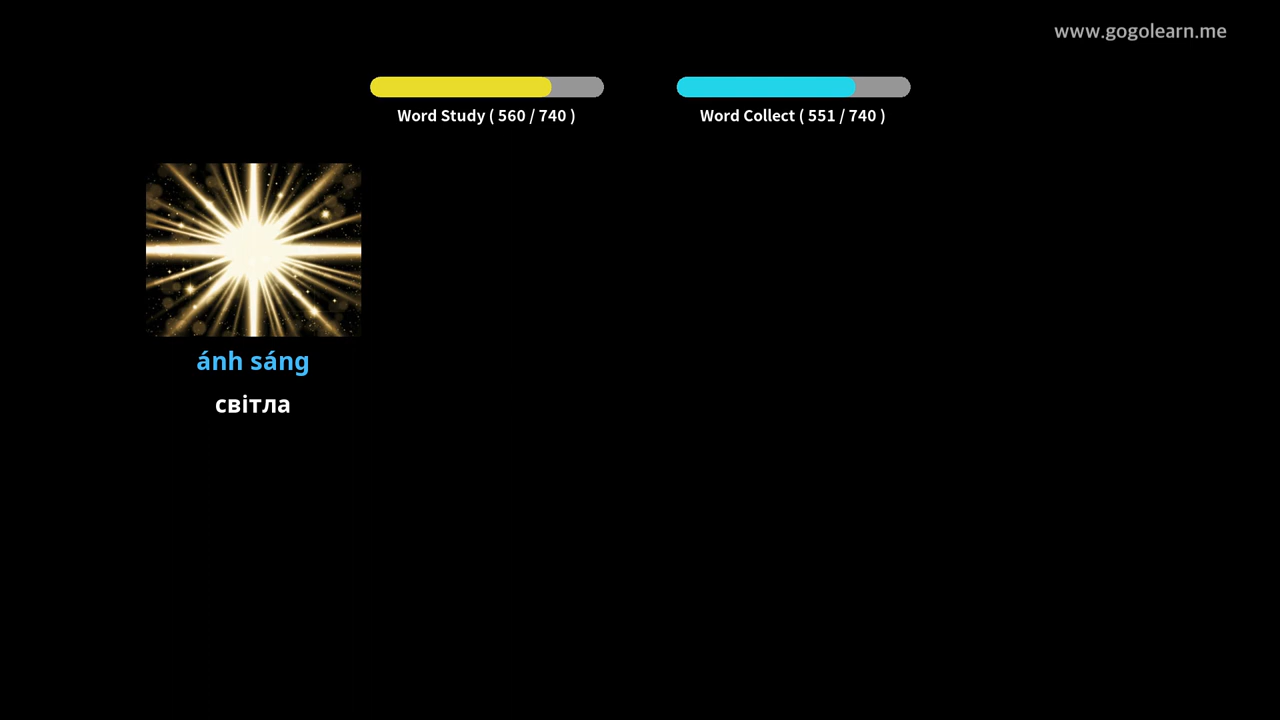 www.gogolearn.me
Word Study ( 560 / 740 )
Word Collect ( 551 / 740 )
ánh sáng
світла